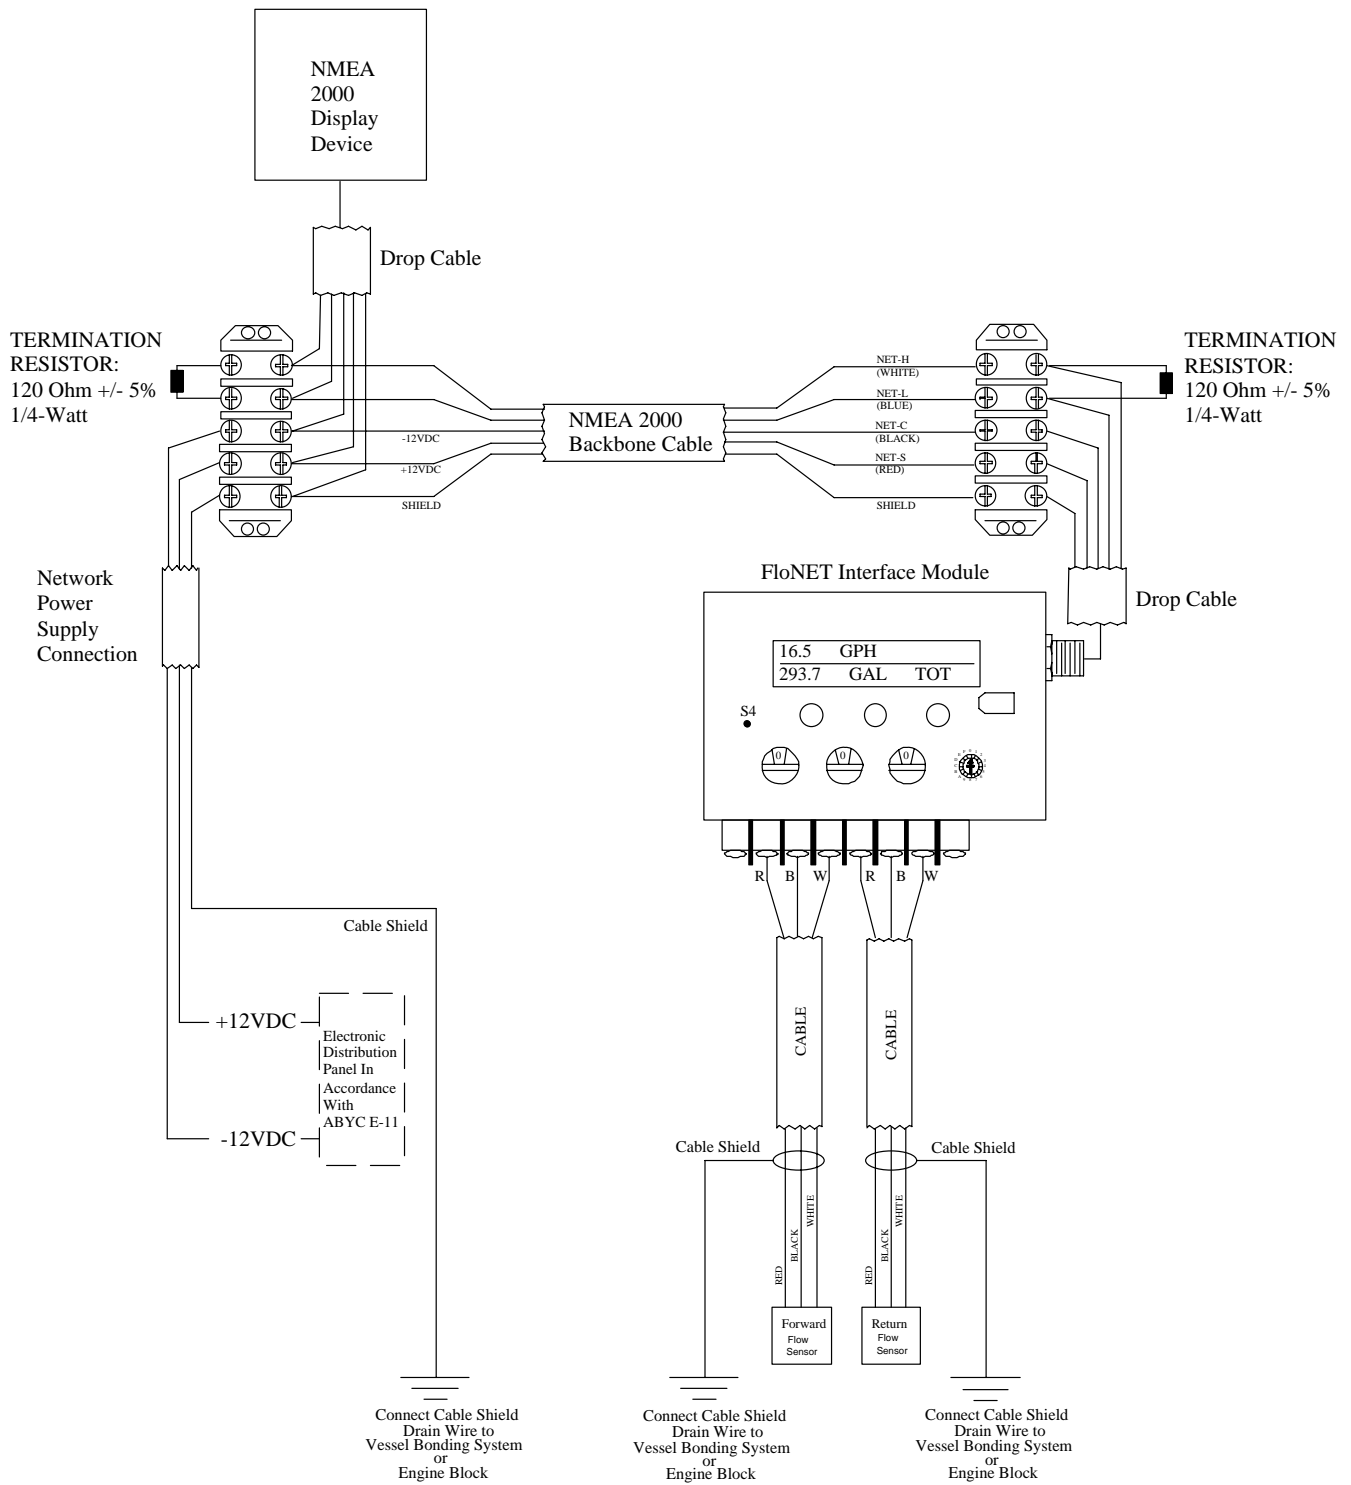 NMEA
2000
Display
Device
Drop Cable
TERMINATION
RESISTOR:
120 Ohm +/- 5%
1/4-Watt
NET-H
(WHITE)
NET-L
(BLUE)
NET-C
(BLACK)
NET-S
(RED)
SHIELD
-12VDC
+12VDC
SHIELD
NMEA 2000
Backbone Cable
TERMINATION
RESISTOR:
120 Ohm +/- 5%
1/4-Watt
Network
Power
Supply
Connection
FloNET Interface Module
Drop Cable
16.5 GPH
293.7 GAL TOT
S4
0
0
0
R B W R B W
Cable Shield
+12VDC
-12VDC
Electronic
Distribution
Panel In
Accordance
With
ABYC E-11
CABLE
CABLE
Cable Shield
Cable Shield
RED
BLACK
WHITE
RED
BLACK
WHITE
Forward
Flow
Sensor
Return
Flow
Sensor
Connect Cable Shield
Drain Wire to
Vessel Bonding System
or
Engine Block
Connect Cable Shield
Drain Wire to
Vessel Bonding System
or
Engine Block
Connect Cable Shield
Drain Wire to
Vessel Bonding System
or
Engine Block